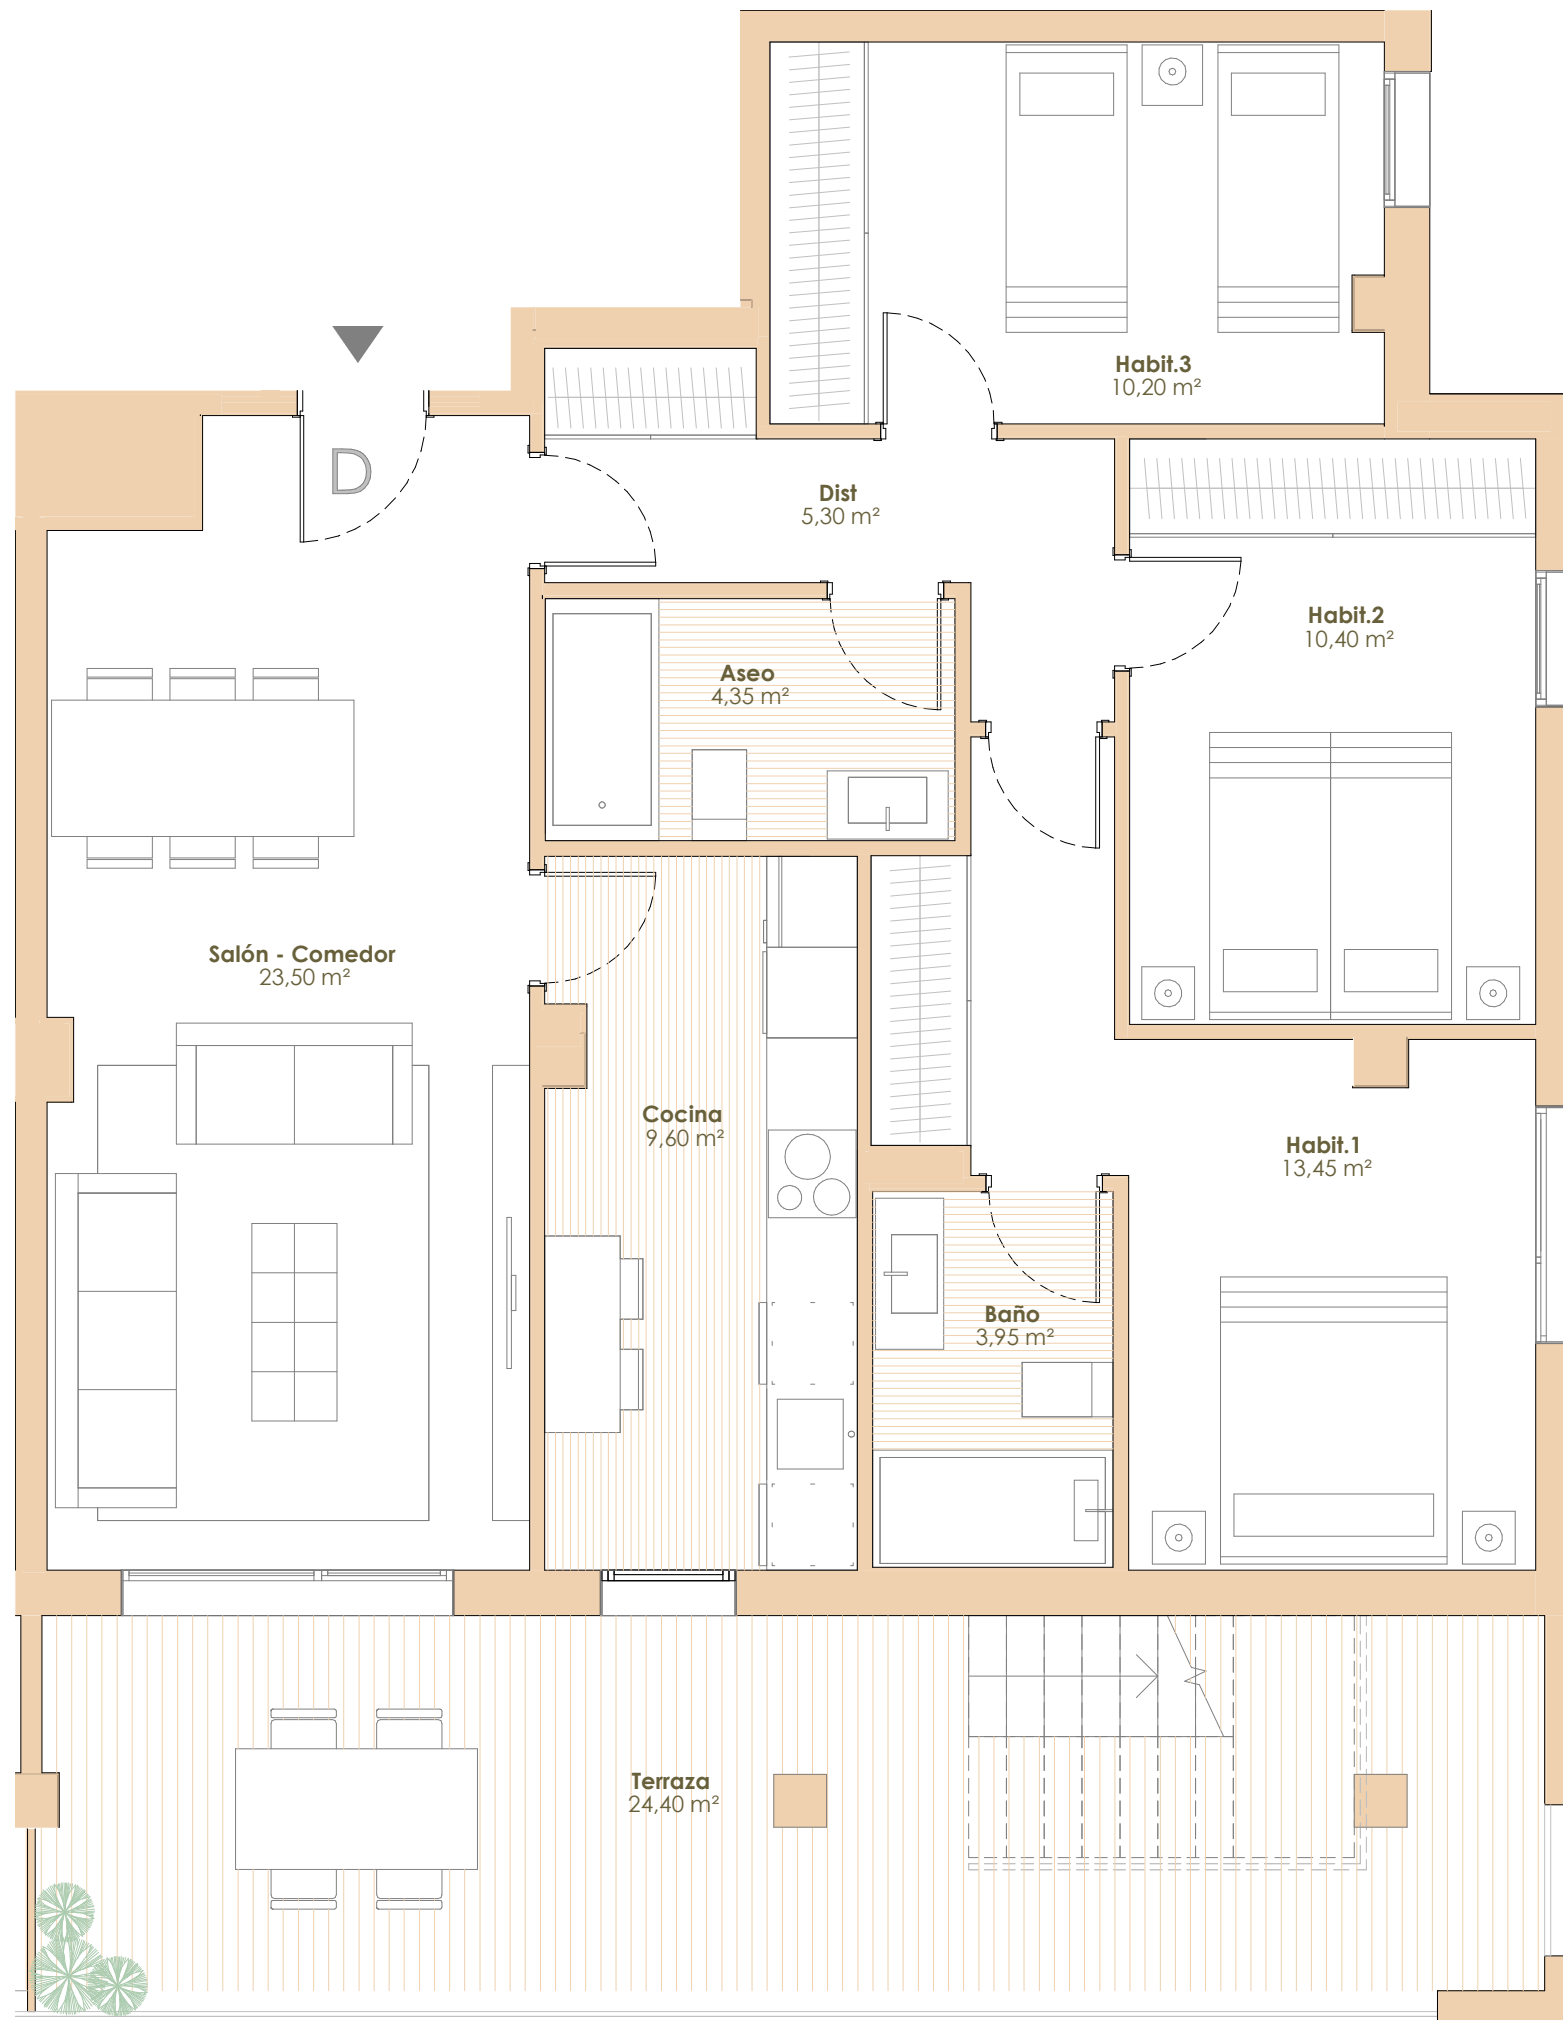 Habit.3
10,20 m²
D
Dist
5,30 m²
Habit.2
10,40 m²
Aseo
4,35 m²
Salón - Comedor
23,50 m²
Cocina
9,60 m²
Habit.1
13,45 m²
Baño
3,95 m²
Terraza
24,40 m²